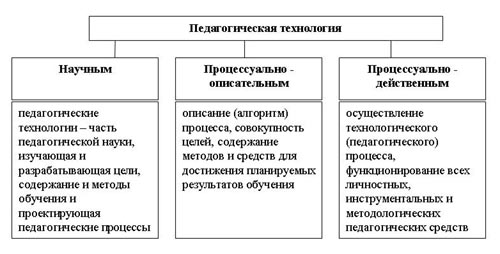 Педагогическая технология
Научным
педагогические
технологии – часть
педагогической науки,
изучающая и
разрабатывающая цели,
содержание и методы
обучения и
проектирующая
педагогические процессы
Процессуально -
описательным
описание (алгоритм)
процесса, совокупность
целей, содержание
методов и средств для
достижения планируемых
результатов обучения
Процессуально -
действенным
осуществление
технологического
(педагогического)
процесса,
функционирование всех
личностных,
инструментальных и
методологических
педагогических средств